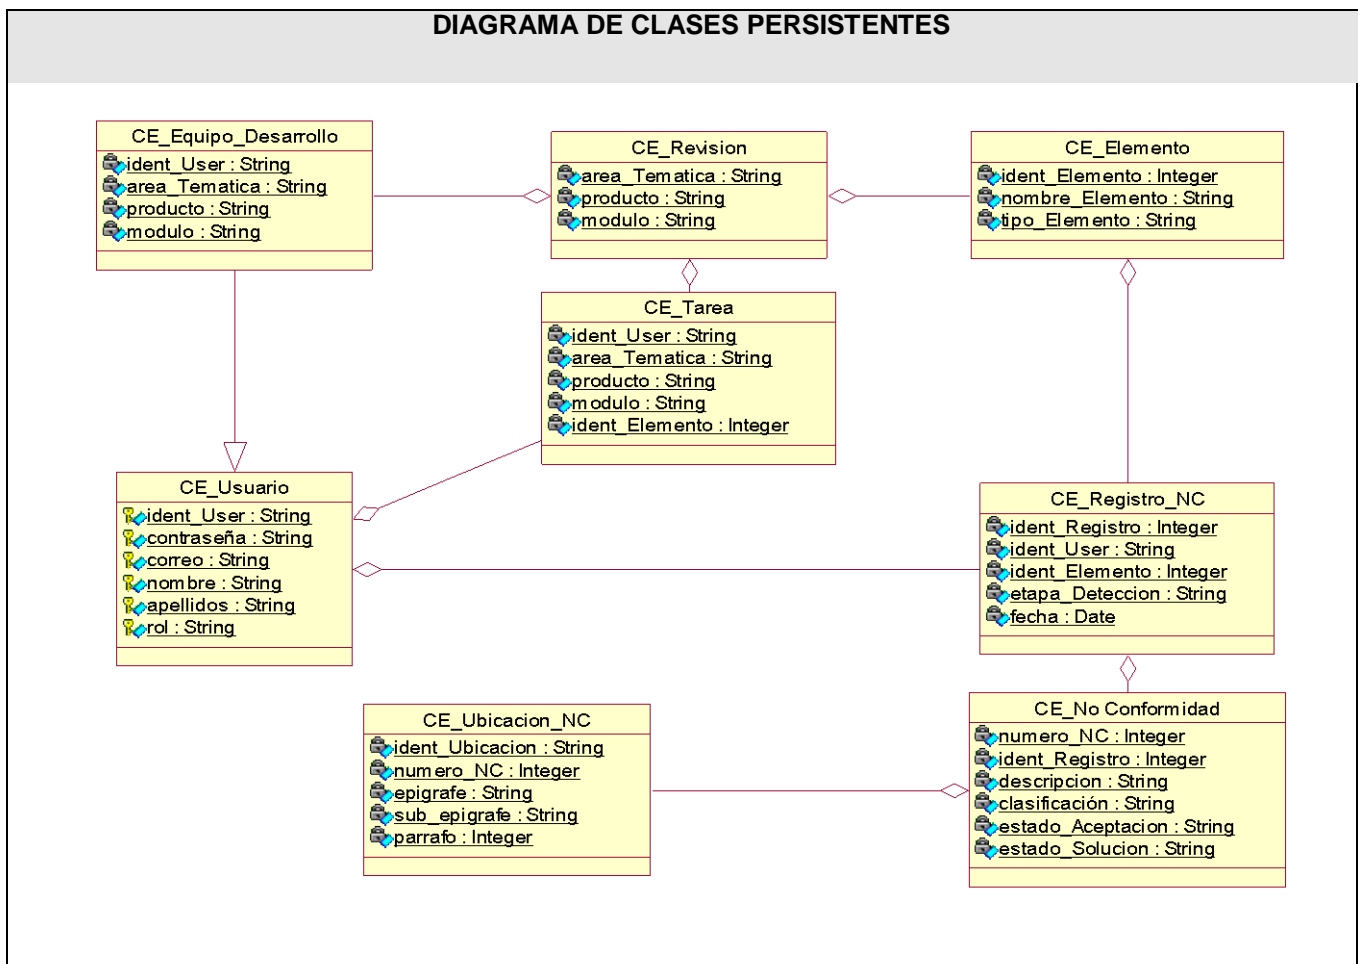 DIAGRAMA DE CLASES PERSISTENTES
CE_Equipo_Desarrollo
ident_User : String
area_Tematica : String
producto : String
modulo : String
CE_Revision
area_Tematica : String
producto : String
modulo : String
CE_Elemento
ident_Elemento : Integer
nombre_Elemento : String
tipo_Elemento : String
CE_Tarea
ident_User : String
area_Tematica : String
producto : String
modulo : String
ident_Elemento : Integer
CE_Usuario
ident_User : String
contraseña : String
correo : String
nombre : String
apellidos : String
rol : String
CE_Registro_NC
ident_Registro : Integer
ident_User : String
ident_Elemento : Integer
etapa_Deteccion : String
fecha : Date
CE_Ubicacion_NC
ident_Ubicacion : String
numero_NC : Integer
epigrafe : String
sub_epigrafe : String
parrafo : Integer
CE_No Conformidad
numero_NC : Integer
ident_Registro : Integer
descripcion : String
clasificación : String
estado_Aceptacion : String
estado_Solucion : String